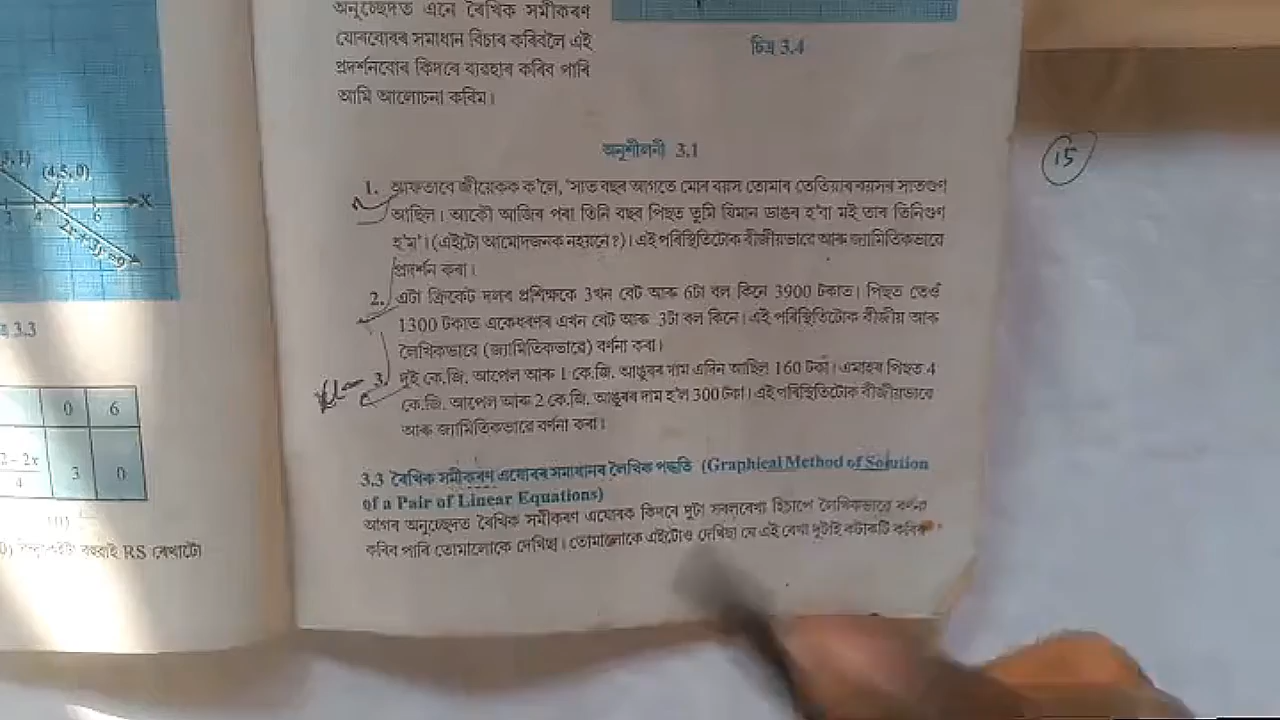 অনুচ্ছেদত এনে ৰৈখিক সমীকৰণ
যোৰবোৰৰ সমাধান বিচাৰ কৰিবলৈ এই
প্ৰদৰ্শনবোৰ কিদৰে ব্যৱহাৰ কৰিব পাৰি
আমি আলোচনা কৰিম।
চিত্ৰ 3.4
অনুশীলনী 3.1
15
1. আফতাবে জীয়েকক ক'লে, 'সাত বছৰ আগতে মোৰ বয়স তোমাৰ তেতিয়াৰ বয়সৰ সাতগুণ
আছিল। আকৌ আজিৰ পৰা তিনি বছৰ পিছত তুমি যিমান ডাঙৰ হ'বা মই তাৰ তিনিগুণ
হ'ম'। (এইটো আমোদজনক নহয়নে?)। এই পৰিস্থিতিটোক বীজীয়ভাৱে আৰু জ্যামিতিকভাৱে
প্ৰদৰ্শন কৰা।
2. এটা ক্ৰিকেট দলৰ প্ৰশিক্ষকে 3খন বেট আৰু 6টা বল কিনে 3900 টকাত। পিছত তেওঁ
1300 টকাত একেধৰণৰ এখন বেট আৰু 3টা বল কিনে। এই পৰিস্থিতিটোক বীজীয় আৰু
লৈখিকভাৱে (জ্যামিতিকভাৱে) বৰ্ণনা কৰা।
3. দুই কে.জি. আপেল আৰু 1 কে.জি. আঙুৰৰ দাম এদিন আছিল 160 টকা। এমাহৰ পিছত 4
কে.জি. আপেল আৰু 2 কে.জি. আঙুৰৰ দাম হ'ল 300 টকা। এই পৰিস্থিতিটোক বীজীয়ভাৱে
আৰু জ্যামিতিকভাৱে বৰ্ণনা কৰা।
3.3 ৰৈখিক সমীকৰণ এযোৰৰ সমাধানৰ লৈখিক পদ্ধতি (Graphical Method of Solution
of a Pair of Linear Equations)
আগৰ অনুচ্ছেদত ৰৈখিক সমীকৰণ এযোৰক কিদৰে দুটা সৰলৰেখা হিচাপে লৈখিকভাৱে বৰ্ণনা
কৰিব পাৰি তোমালোকে দেখিছা। তোমালোকে এইটোও দেখিছা যে এই ৰেখা দুটাই কটাকটি কৰিব
(4.5, 0)
X
3 4 6
2x + 3y = 9
3.3
0 6
3 0
RS ৰেখাটো